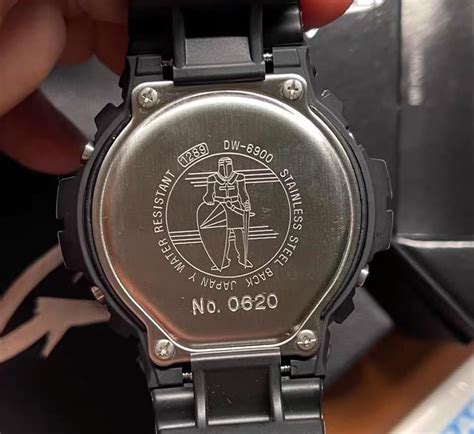 1289 DW-6900 STAINLESS STEEL BACK JAPAN Y WATER RESISTANT
No. 0620